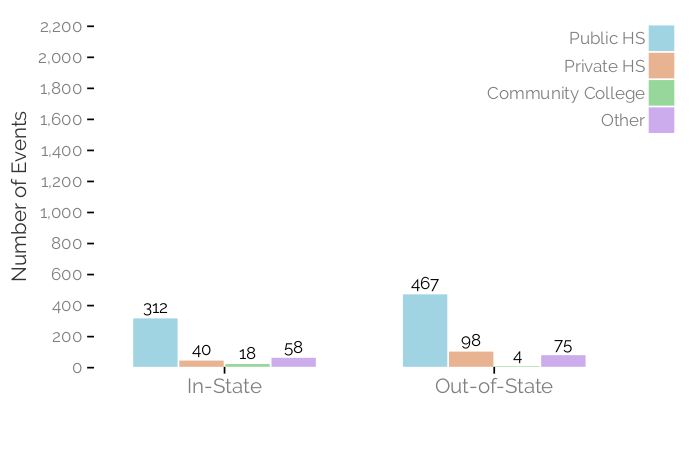 Number of Events
2,200
2,000
1,800
1,600
1,400
1,200
1,000
800
600
400
200
0
Public HS
Private HS
Community College
Other
312
40
18
58
467
98
4
75
In-State
Out-of-State